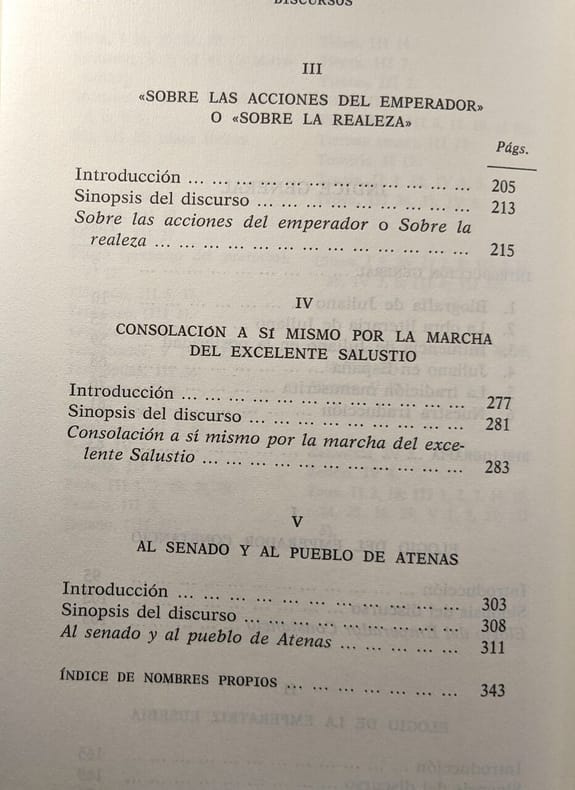 DISCURSOS
III
«SOBRE LAS ACCIONES DEL EMPERADOR»
O «SOBRE LA REALEZA»
Págs.
Introducción ... ... ... ... ... ... ... ... ... ... ... 205
Sinopsis del discurso ... ... ... ... ... ... ... ... ... 213
Sobre las acciones del emperador o Sobre la
realeza ... ... ... ... ... ... ... ... ... ... ... ... ... 215
IV
CONSOLACIÓN A SÍ MISMO POR LA MARCHA
DEL EXCELENTE SALUSTIO
Introducción ... ... ... ... ... ... ... ... ... ... ... 277
Sinopsis del discurso ... ... ... ... ... ... ... ... ... 281
Consolación a sí mismo por la marcha del exce-
lente Salustio ... ... ... ... ... ... ... ... ... ... ... 283
V
AL SENADO Y AL PUEBLO DE ATENAS
Introducción ... ... ... ... ... ... ... ... ... ... ... 303
Sinopsis del discurso ... ... ... ... ... ... ... ... ... 308
Al senado y al pueblo de Atenas ... ... ... ... ... 311
ÍNDICE DE NOMBRES PROPIOS ... ... ... ... ... ... ... 343